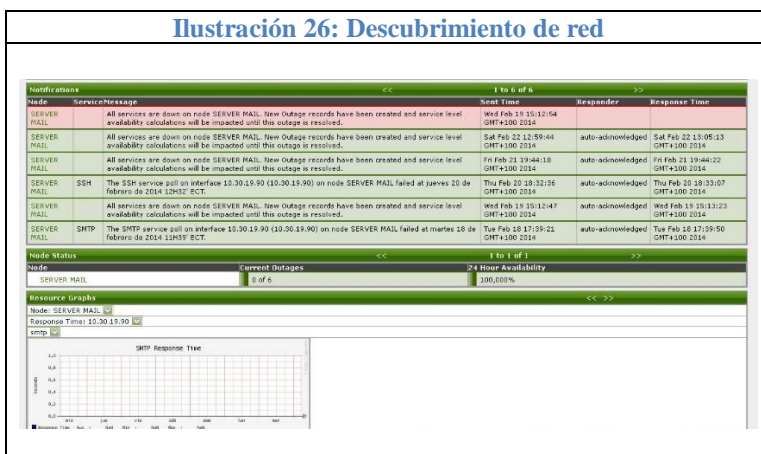 Ilustración 26: Descubrimiento de red
Notifications << 1 to 6 of 6 >>
Node Service Message Sent Time Responder Response Time
SERVER MAIL All services are down on node SERVER MAIL. New Outage records have been created and service level availability calculations will be impacted until this outage is resolved. Wed Feb 19 15:12:54 GMT+100 2014
SERVER MAIL All services are down on node SERVER MAIL. New Outage records have been created and service level availability calculations will be impacted until this outage is resolved. Sat Feb 22 12:59:44 GMT+100 2014 auto-acknowledged Sat Feb 22 13:05:13 GMT+100 2014
SERVER MAIL All services are down on node SERVER MAIL. New Outage records have been created and service level availability calculations will be impacted until this outage is resolved. Fri Feb 21 19:44:18 GMT+100 2014 auto-acknowledged Fri Feb 21 19:44:22 GMT+100 2014
SERVER MAIL SSH The SSH service poll on interface 10.30.19.90 (10.30.19.90) on node SERVER MAIL failed at jueves 20 de febrero de 2014 12H32' ECT. Thu Feb 20 18:32:36 GMT+100 2014 auto-acknowledged Thu Feb 20 18:33:07 GMT+100 2014
SERVER MAIL All services are down on node SERVER MAIL. New Outage records have been created and service level availability calculations will be impacted until this outage is resolved. Wed Feb 19 15:12:47 GMT+100 2014 auto-acknowledged Wed Feb 19 15:13:23 GMT+100 2014
SERVER MAIL SMTP The SMTP service poll on interface 10.30.19.90 (10.30.19.90) on node SERVER MAIL failed at martes 18 de febrero de 2014 11H39' ECT. Tue Feb 18 17:39:21 GMT+100 2014 auto-acknowledged Tue Feb 18 17:39:50 GMT+100 2014
Node Status << 1 to 1 of 1 >>
Node Current Outages 24 Hour Availability
SERVER MAIL 0 of 6 100,000%
Resource Graphs << >>
Node: SERVER MAIL
Response Time: 10.30.19.90
smtp
SMTP Response Time
1,0
0,8
0,6
0,4
0,2
0,0
Seconds